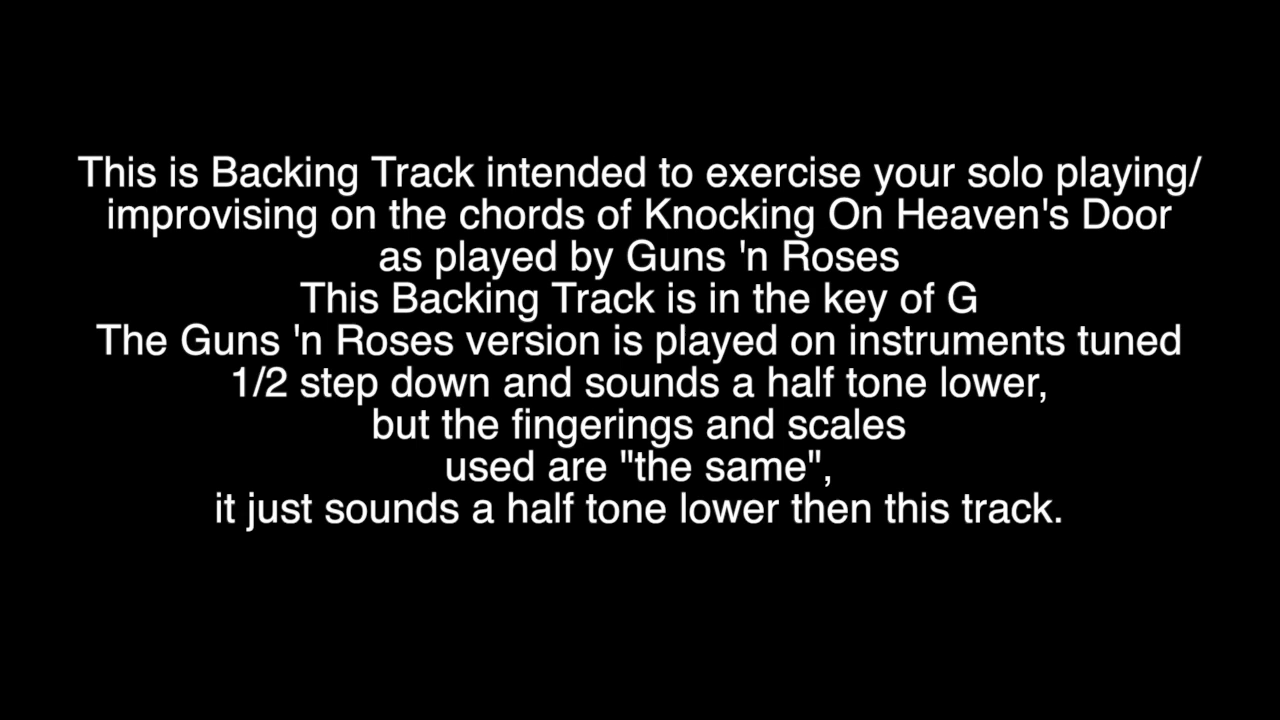 This is Backing Track intended to exercise your solo playing/
improvising on the chords of Knocking On Heaven's Door
as played by Guns 'n Roses
This Backing Track is in the key of G
The Guns 'n Roses version is played on instruments tuned
1/2 step down and sounds a half tone lower,
but the fingerings and scales
used are "the same",
it just sounds a half tone lower then this track.